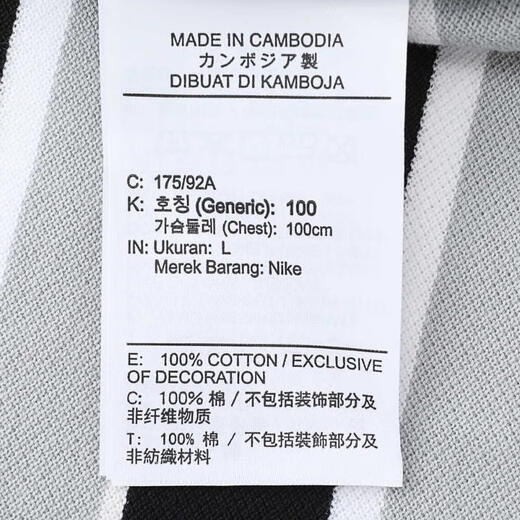 MADE IN CAMBODIA
カンボジア製
DIBUAT DI KAMBOJA
C: 175/92A
K: 호칭 (Generic): 100
가슴둘레 (Chest): 100cm
IN: Ukuran: L
Merek Barang: Nike
E: 100% COTTON / EXCLUSIVE
OF DECORATION
C: 100% 棉 / 不包括装饰部分及
非纤维物质
T: 100% 棉 / 不包括裝飾部分及
非紡織材料